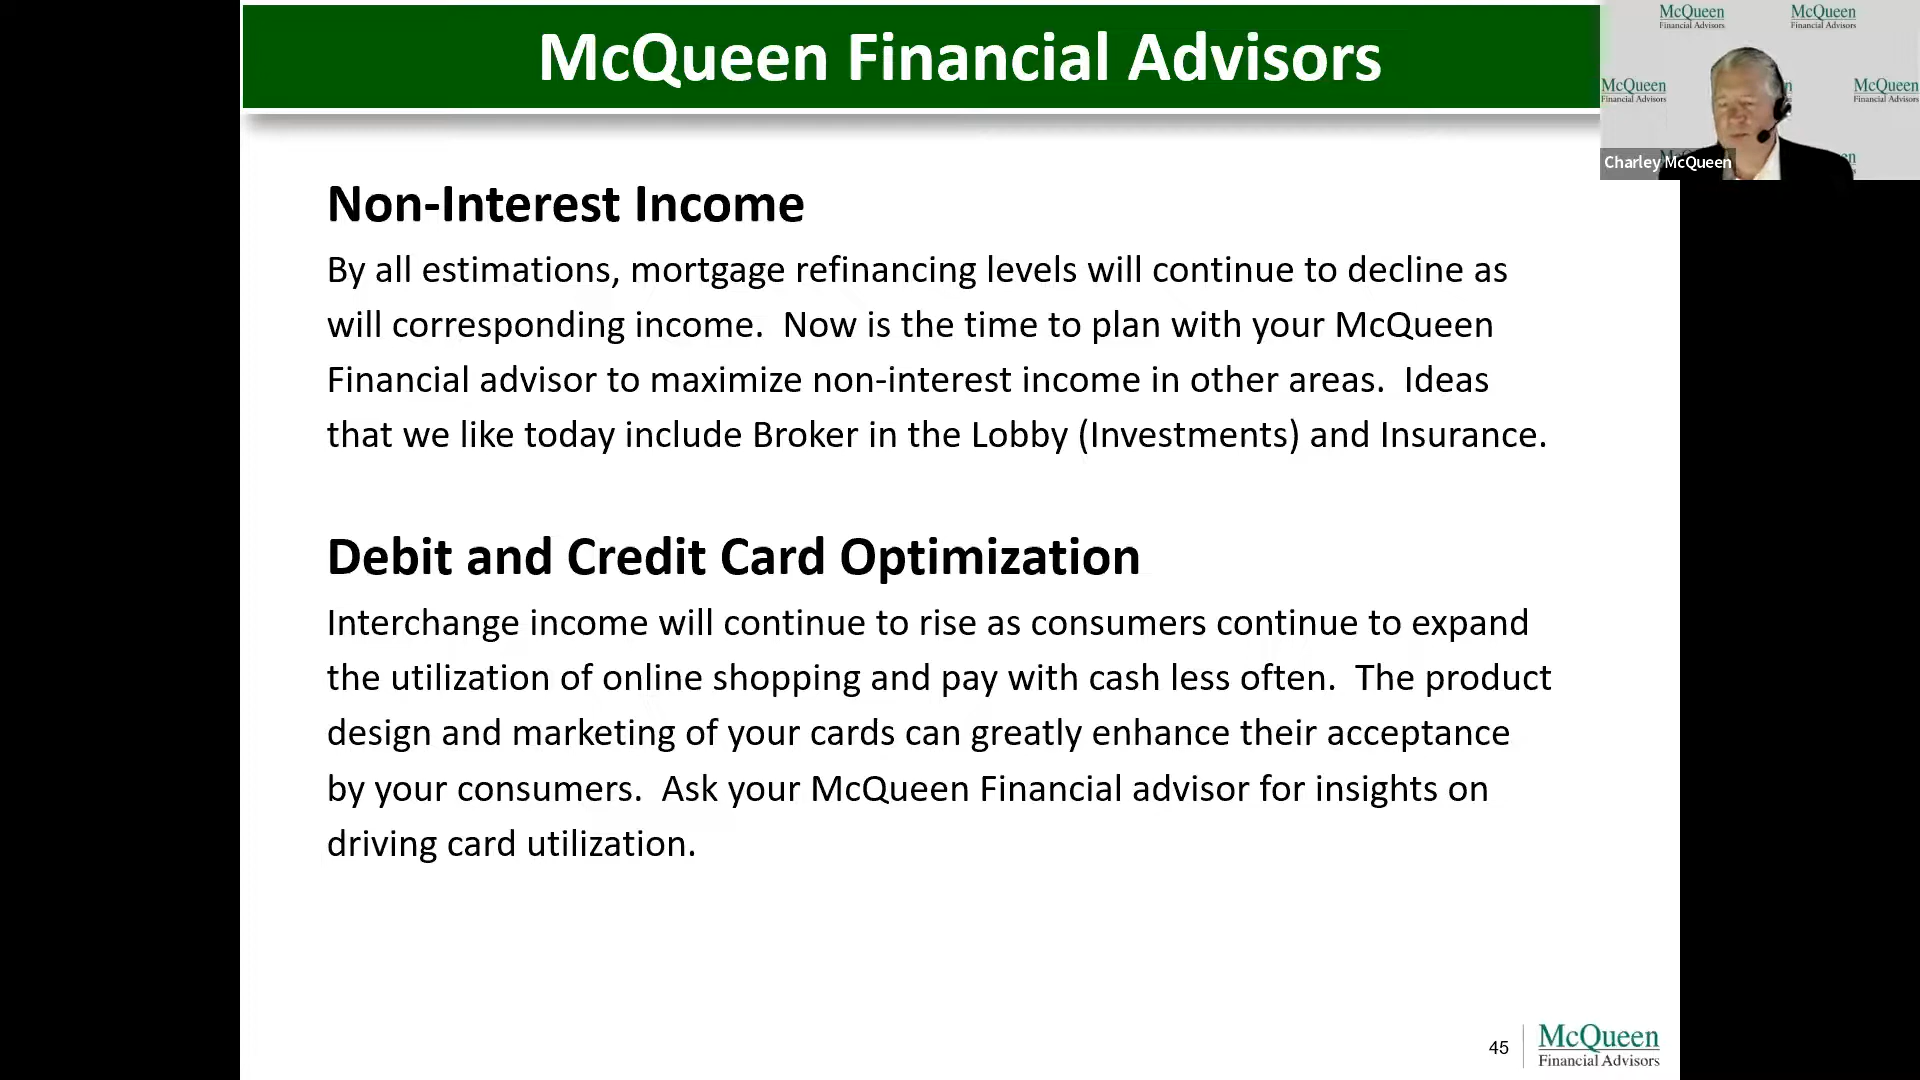 McQueen Financial Advisors
McQueen
Financial Advisors
McQueen
Financial Advisors
McQueen
Financial Advisors
McQueen
Financial Advisors
Charley McQueen
Non-Interest Income
By all estimations, mortgage refinancing levels will continue to decline as
will corresponding income.  Now is the time to plan with your McQueen
Financial advisor to maximize non-interest income in other areas.  Ideas
that we like today include Broker in the Lobby (Investments) and Insurance.
Debit and Credit Card Optimization
Interchange income will continue to rise as consumers continue to expand
the utilization of online shopping and pay with cash less often.  The product
design and marketing of your cards can greatly enhance their acceptance
by your consumers.  Ask your McQueen Financial advisor for insights on
driving card utilization.
45
McQueen
Financial Advisors